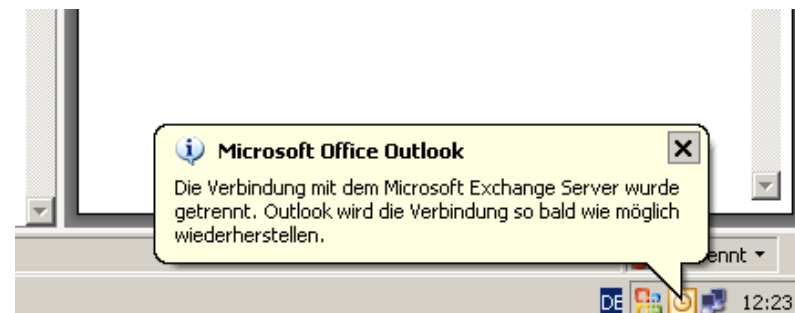 Microsoft Office Outlook
Die Verbindung mit dem Microsoft Exchange Server wurde
getrennt. Outlook wird die Verbindung so bald wie möglich
wiederherstellen.
DE
12:23